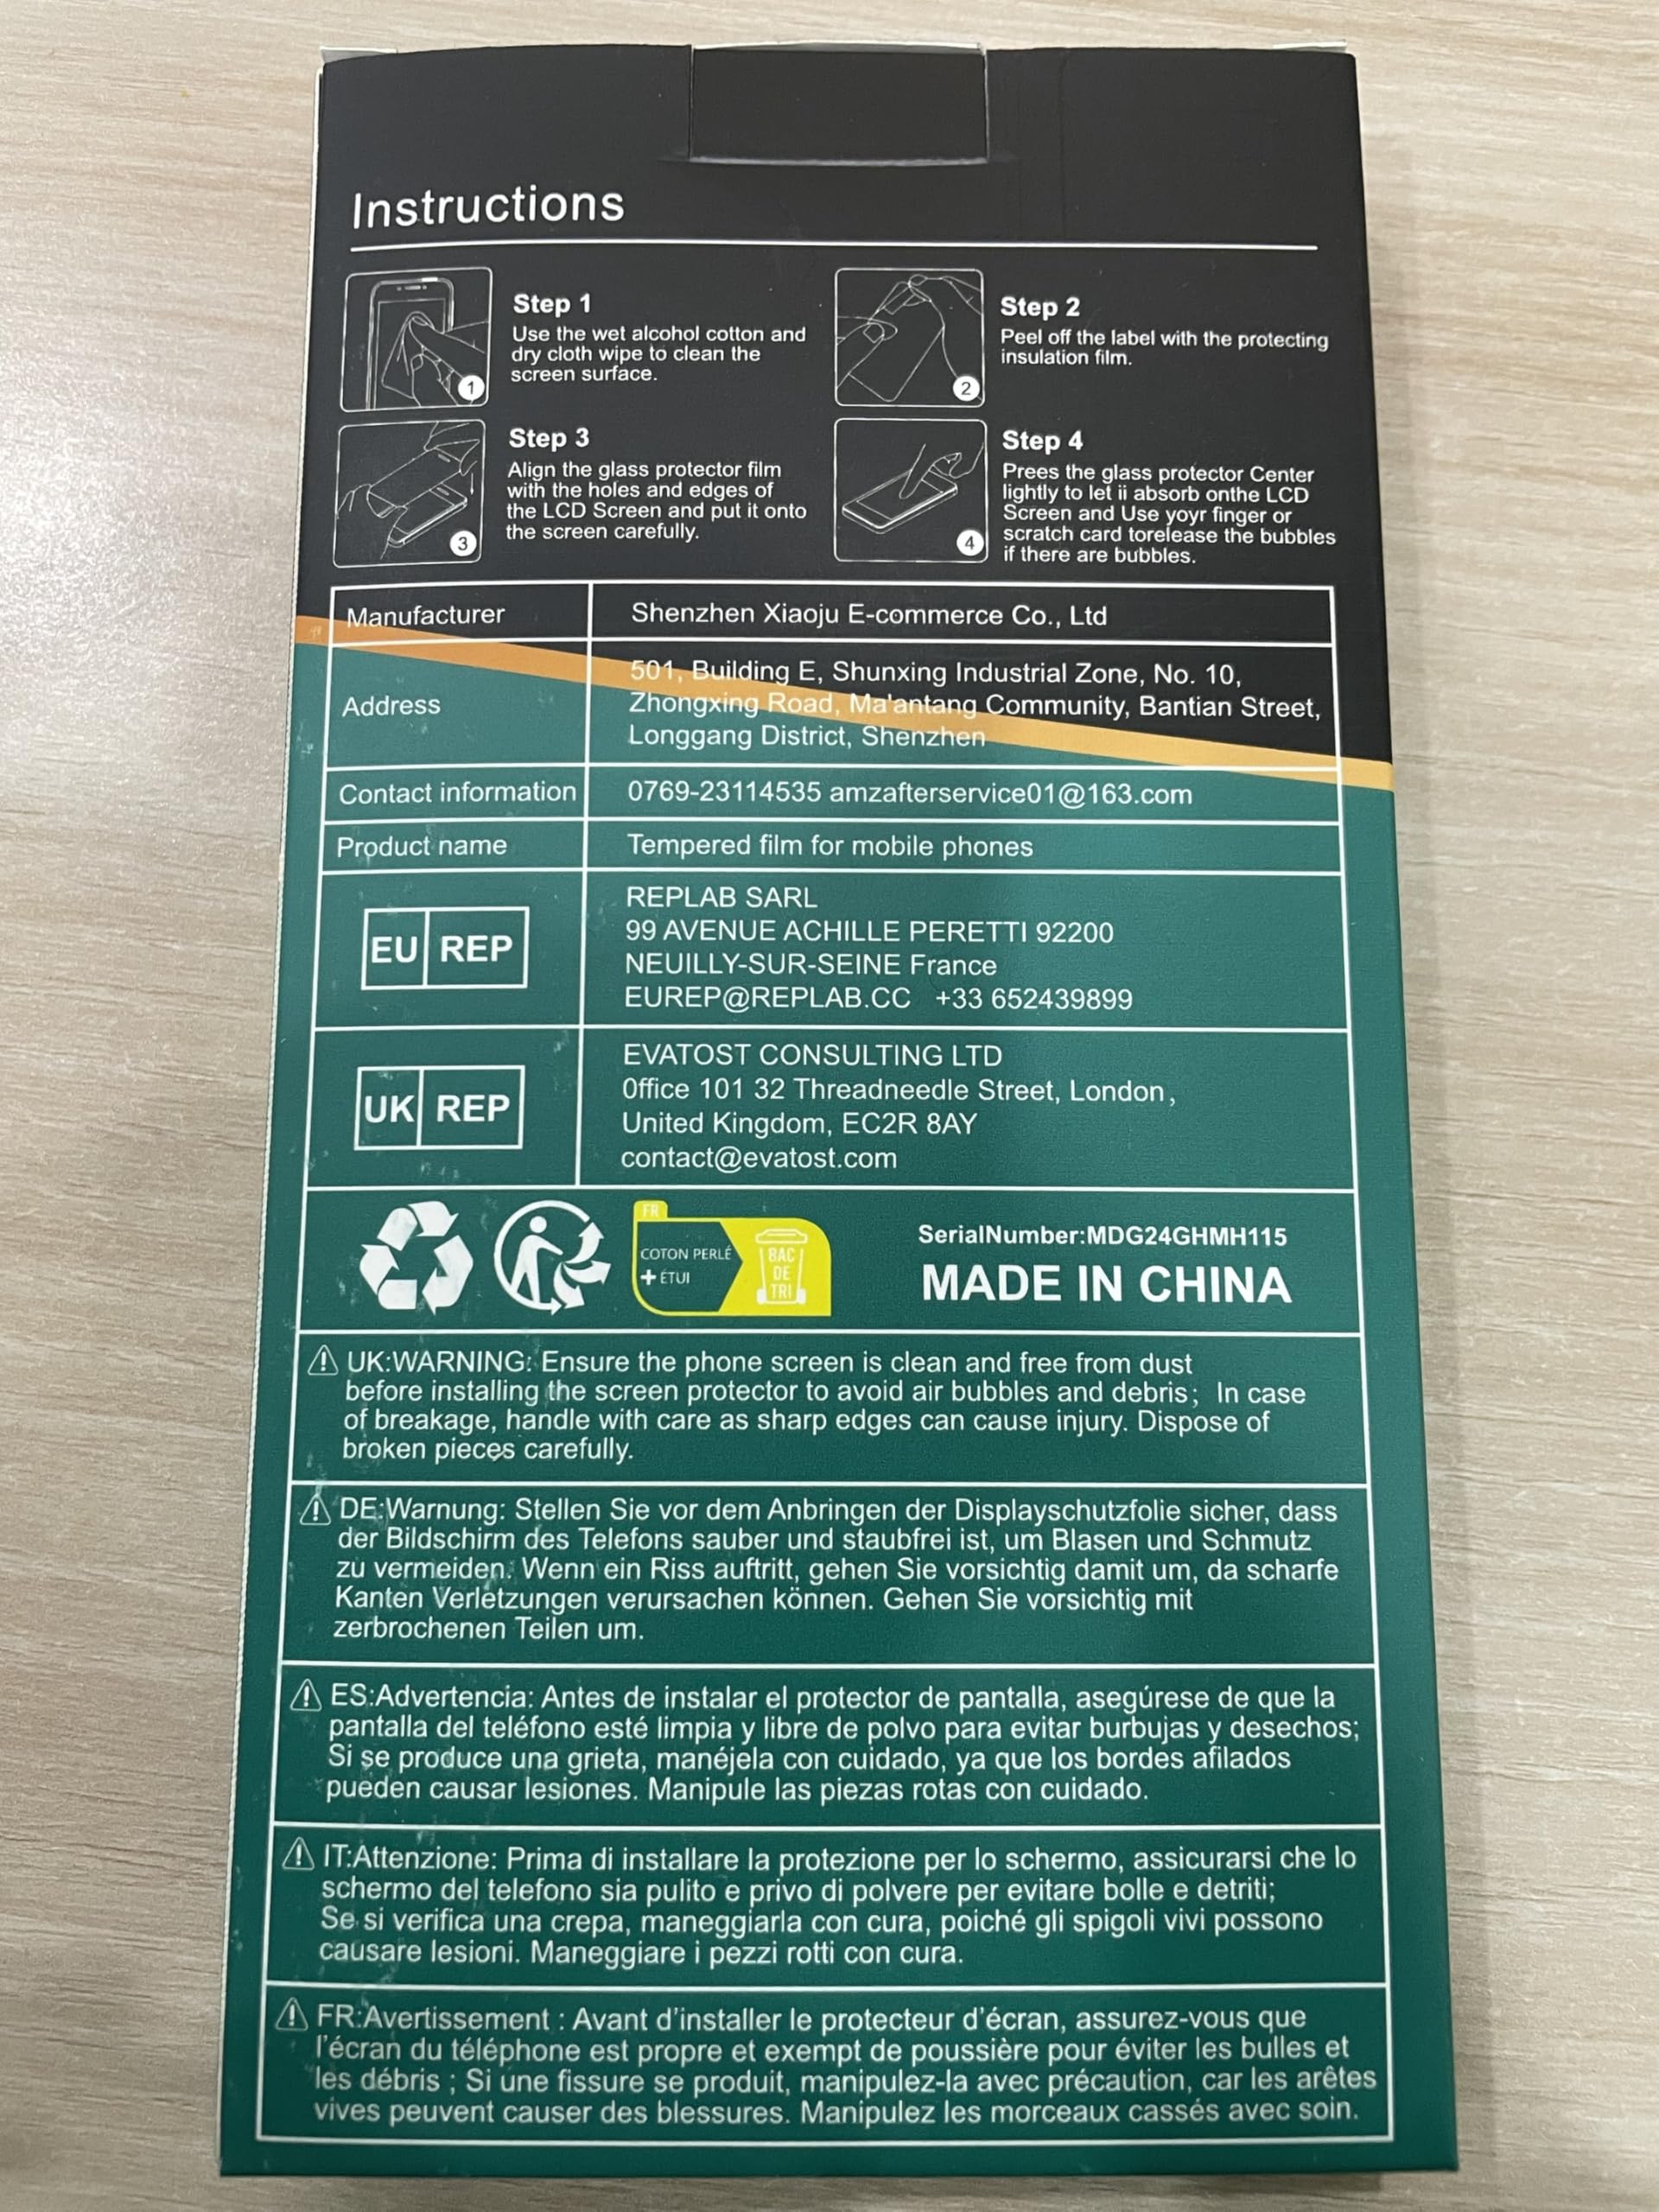 Instructions
Step 1
Use the wet alcohol cotton and
dry cloth wipe to clean the
screen surface.
1
Step 2
Peel off the label with the protecting
insulation film.
2
Step 3
Align the glass protector film
with the holes and edges of
the LCD Screen and put it onto
the screen carefully.
3
Step 4
Prees the glass protector Center
lightly to let ii absorb onthe LCD
Screen and Use yoyr finger or
scratch card torelease the bubbles
if there are bubbles.
4
Manufacturer
Shenzhen Xiaoju E-commerce Co., Ltd
Address
501, Building E, Shunxing Industrial Zone, No. 10,
Zhongxing Road, Ma'antang Community, Bantian Street,
Longgang District, Shenzhen
Contact information
0769-23114535 amzafterservice01@163.com
Product name
Tempered film for mobile phones
EU REP
REPLAB SARL
99 AVENUE ACHILLE PERETTI 92200
NEUILLY-SUR-SEINE France
EUREP@REPLAB.CC +33 652439899
UK REP
EVATOST CONSULTING LTD
Office 101 32 Threadneedle Street, London,
United Kingdom, EC2R 8AY
contact@evatost.com
FR
COTON PERLÉ
+ ÉTUI
BAC
DE
TRI
SerialNumber:MDG24GHMH115
MADE IN CHINA
UK:WARNING: Ensure the phone screen is clean and free from dust
before installing the screen protector to avoid air bubbles and debris; In case
of breakage, handle with care as sharp edges can cause injury. Dispose of
broken pieces carefully.
DE:Warnung: Stellen Sie vor dem Anbringen der Displayschutzfolie sicher, dass
der Bildschirm des Telefons sauber und staubfrei ist, um Blasen und Schmutz
zu vermeiden. Wenn ein Riss auftritt, gehen Sie vorsichtig damit um, da scharfe
Kanten Verletzungen verursachen können. Gehen Sie vorsichtig mit
zerbrochenen Teilen um.
ES:Advertencia: Antes de instalar el protector de pantalla, asegúrese de que la
pantalla del teléfono esté limpia y libre de polvo para evitar burbujas y desechos;
Si se produce una grieta, manéjela con cuidado, ya que los bordes afilados
pueden causar lesiones. Manipule las piezas rotas con cuidado.
IT:Attenzione: Prima di installare la protezione per lo schermo, assicurarsi che lo
schermo del telefono sia pulito e privo di polvere per evitare bolle e detriti;
Se si verifica una crepa, maneggiarla con cura, poiché gli spigoli vivi possono
causare lesioni. Maneggiare i pezzi rotti con cura.
FR:Avertissement : Avant d'installer le protecteur d'écran, assurez-vous que
l'écran du téléphone est propre et exempt de poussière pour éviter les bulles et
les débris ; Si une fissure se produit, manipulez-la avec précaution, car les arêtes
vives peuvent causer des blessures. Manipulez les morceaux cassés avec soin.